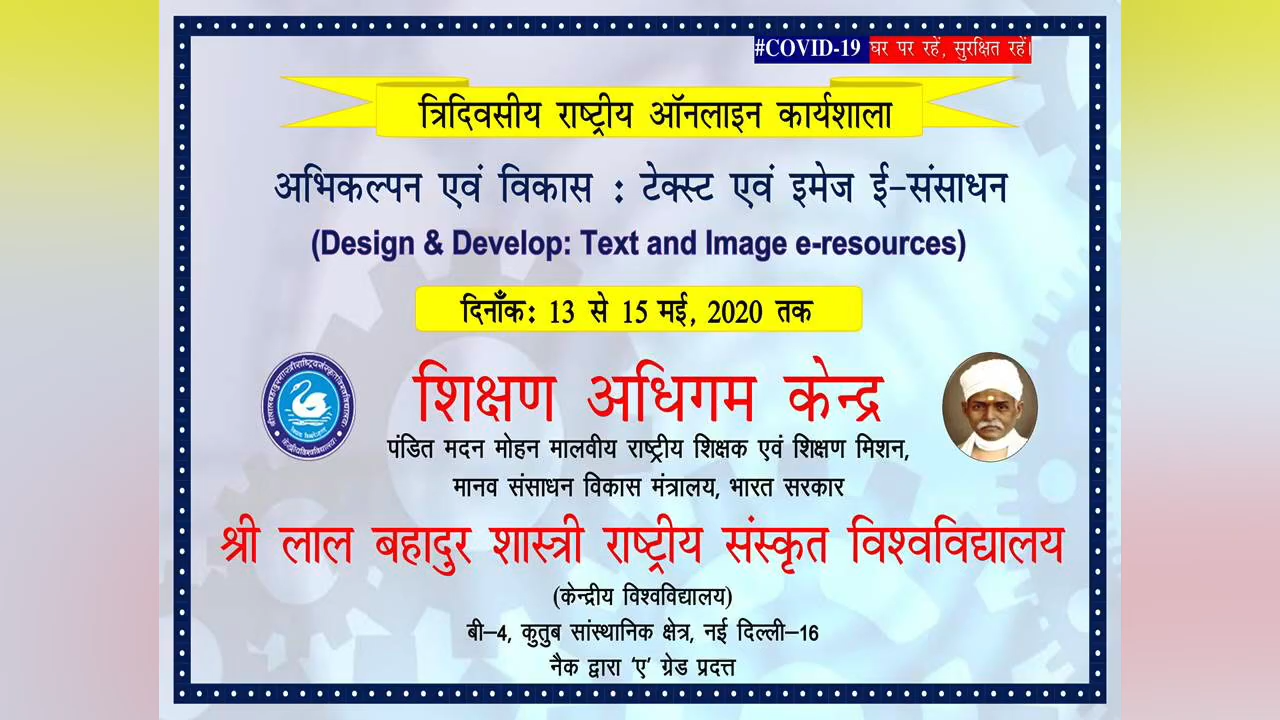 #COVID-19 घर पर रहें, सुरक्षित रहें।
त्रिदिवसीय राष्ट्रीय ऑनलाइन कार्यशाला
अभिकल्पन एवं विकास : टेक्स्ट एवं इमेज ई-संसाधन
(Design & Develop: Text and Image e-resources)
दिनाँक: 13 से 15 मई, 2020 तक
शिक्षण अधिगम केन्द्र
पंडित मदन मोहन मालवीय राष्ट्रीय शिक्षक एवं शिक्षण मिशन,
मानव संसाधन विकास मंत्रालय, भारत सरकार
श्री लाल बहादुर शास्त्री राष्ट्रीय संस्कृत विश्वविद्यालय
(केन्द्रीय विश्वविद्यालय)
बी–4, कुतुब सांस्थानिक क्षेत्र, नई दिल्ली–16
नैक द्वारा ‘ए’ ग्रेड प्रदत्त